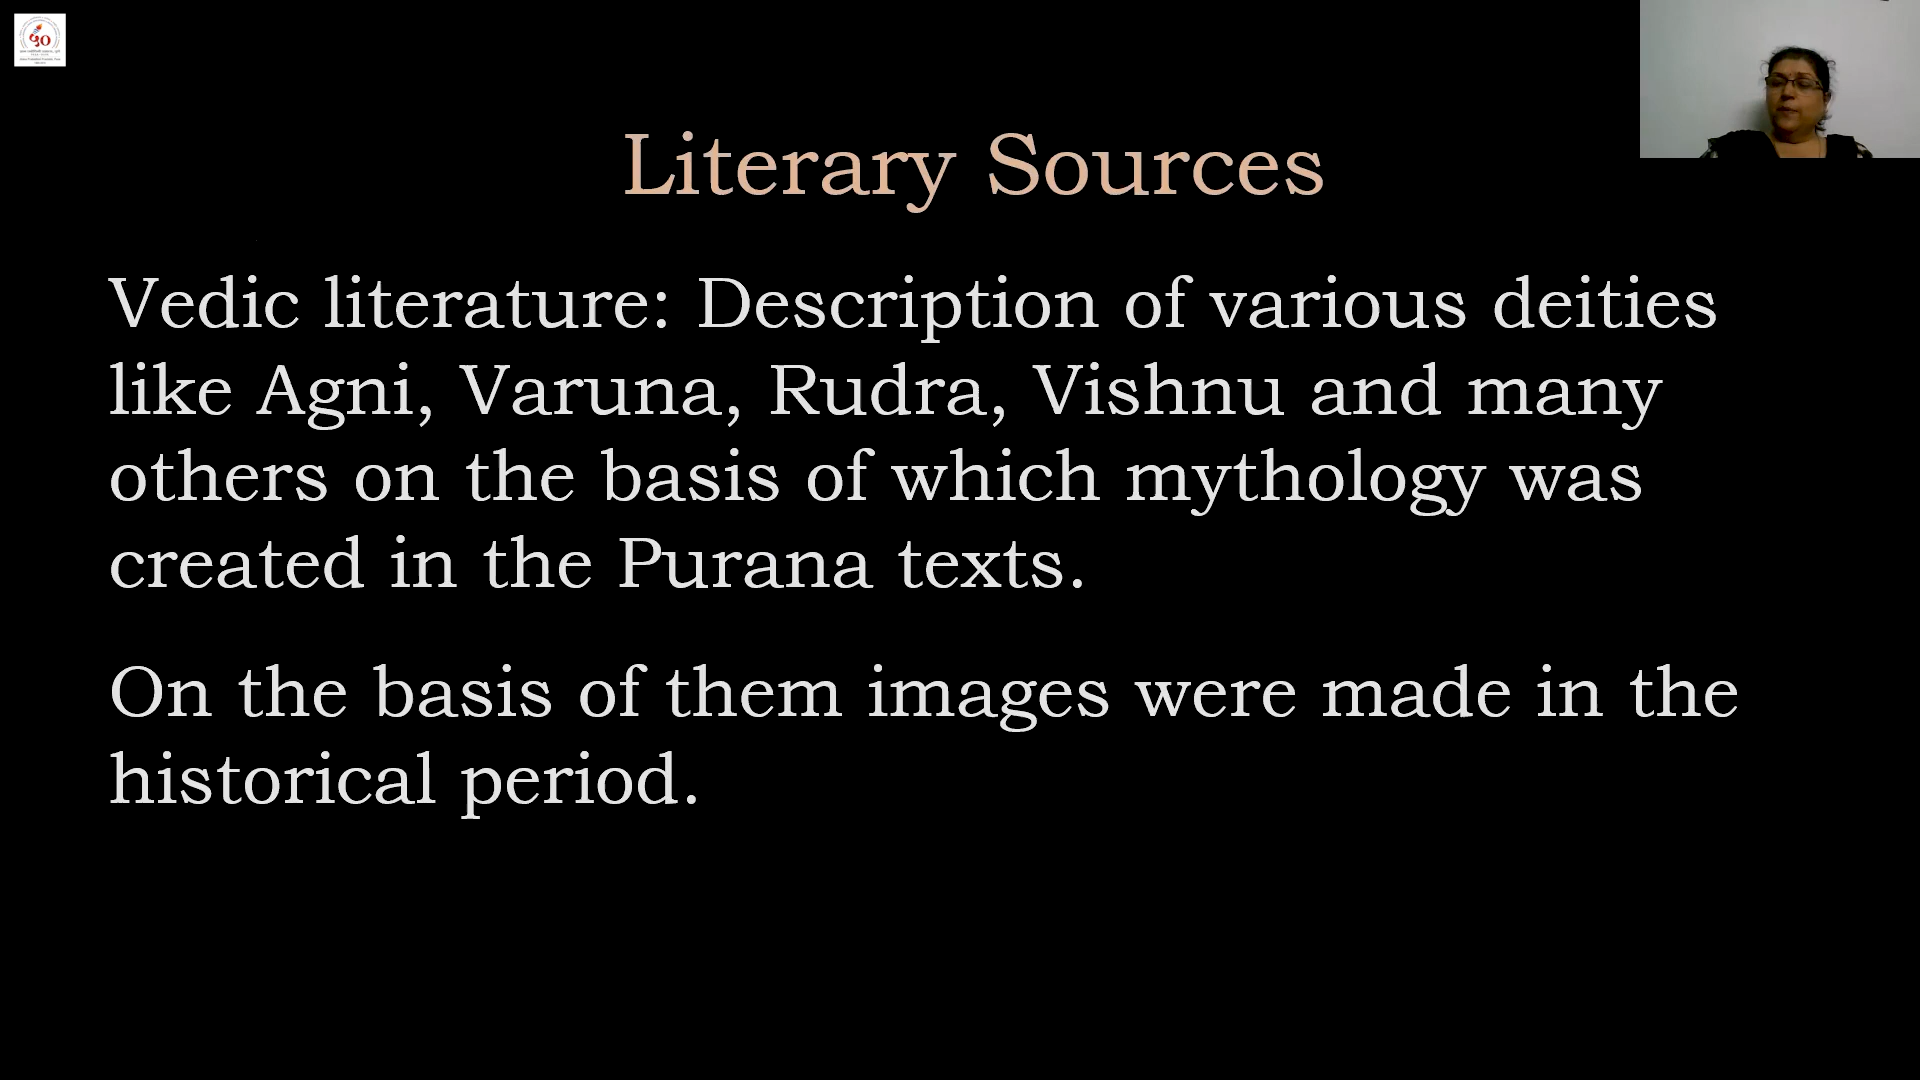 Literary Sources
Vedic literature: Description of various deities
like Agni, Varuna, Rudra, Vishnu and many
others on the basis of which mythology was
created in the Purana texts.
On the basis of them images were made in the
historical period.